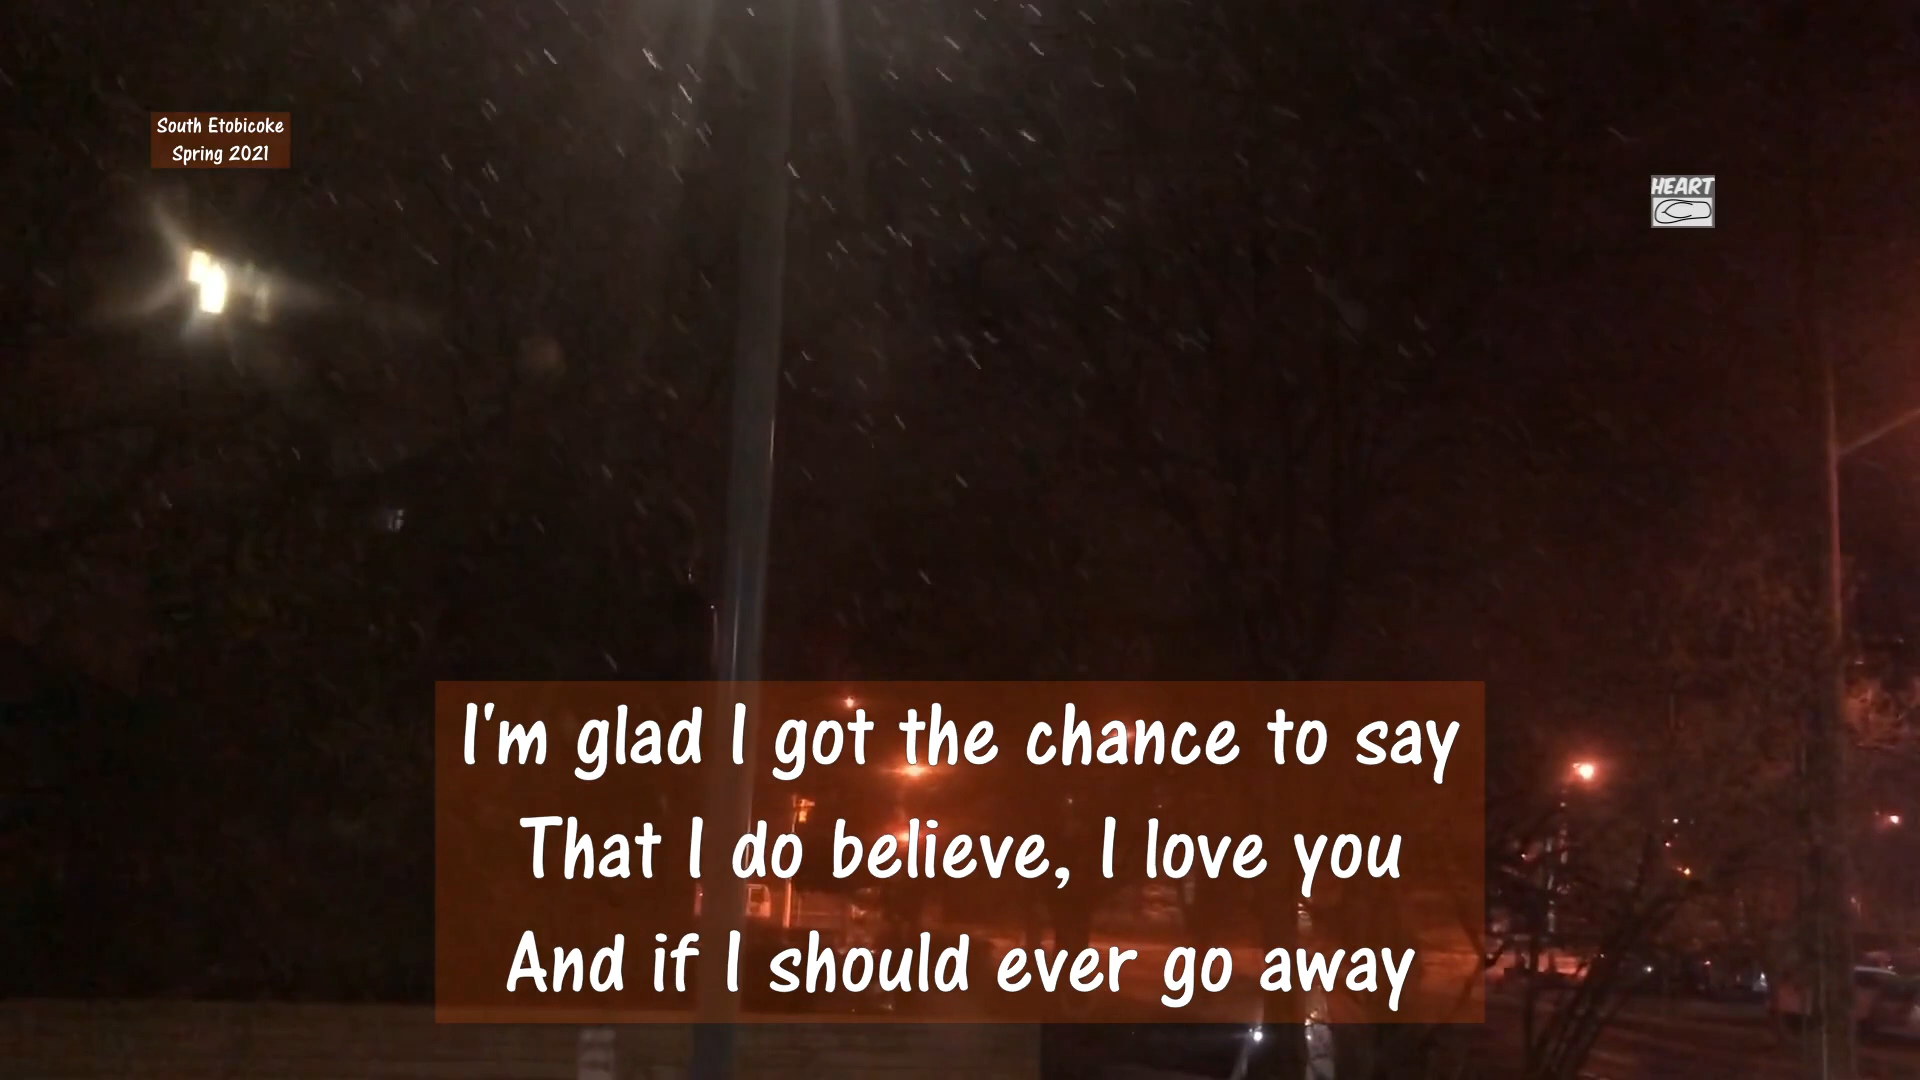 South Etobicoke
Spring 2021
HEART
I'm glad I got the chance to say
That I do believe, I love you
And if I should ever go away